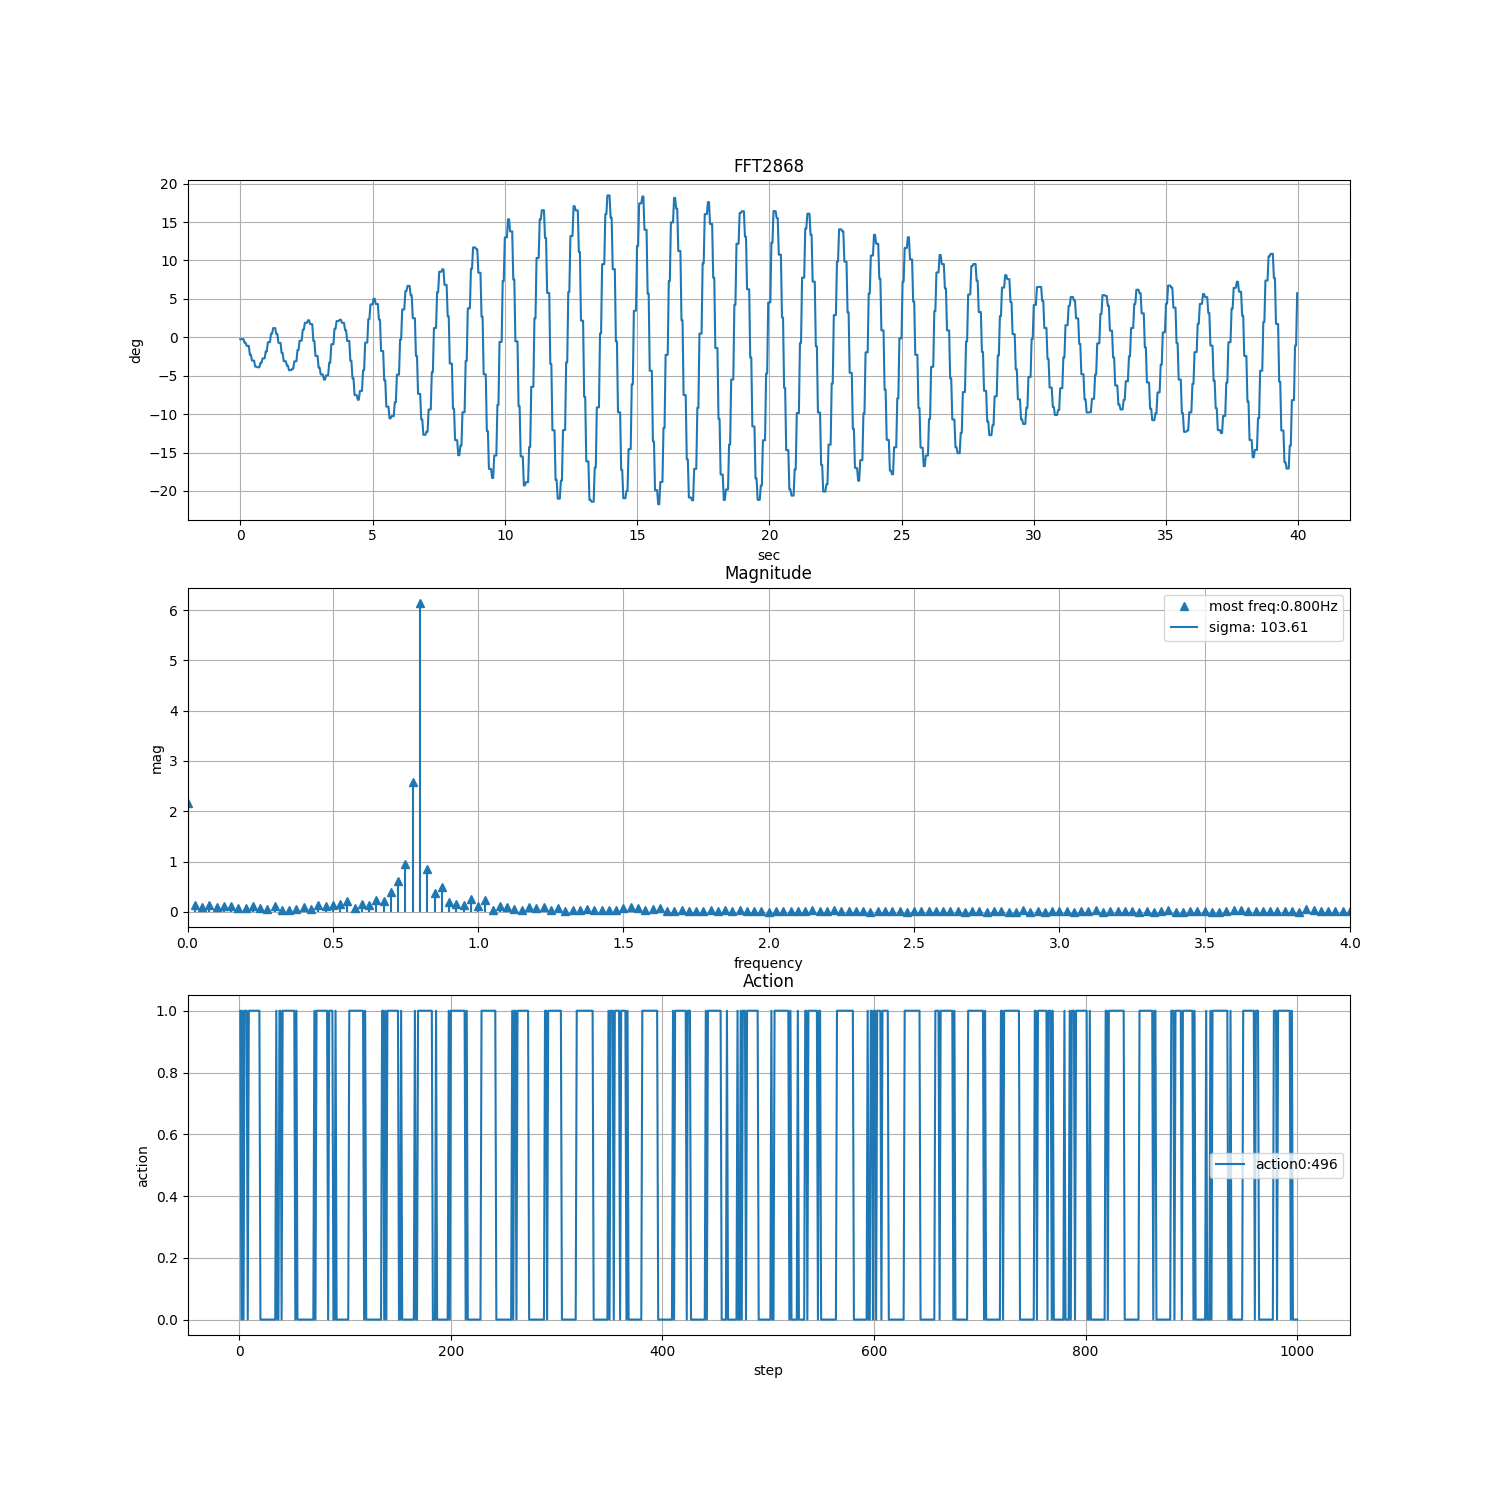 FFT2868
20
15
10
5
0
−5
−10
−15
−20
deg
0 5 10 15 20 25 30 35 40
sec
Magnitude
most freq:0.800Hz
sigma: 103.61
6
5
4
3
2
1
0
mag
0.0 0.5 1.0 1.5 2.0 2.5 3.0 3.5 4.0
frequency
Action
1.0
0.8
0.6
0.4
0.2
0.0
action
action0:496
0 200 400 600 800 1000
step